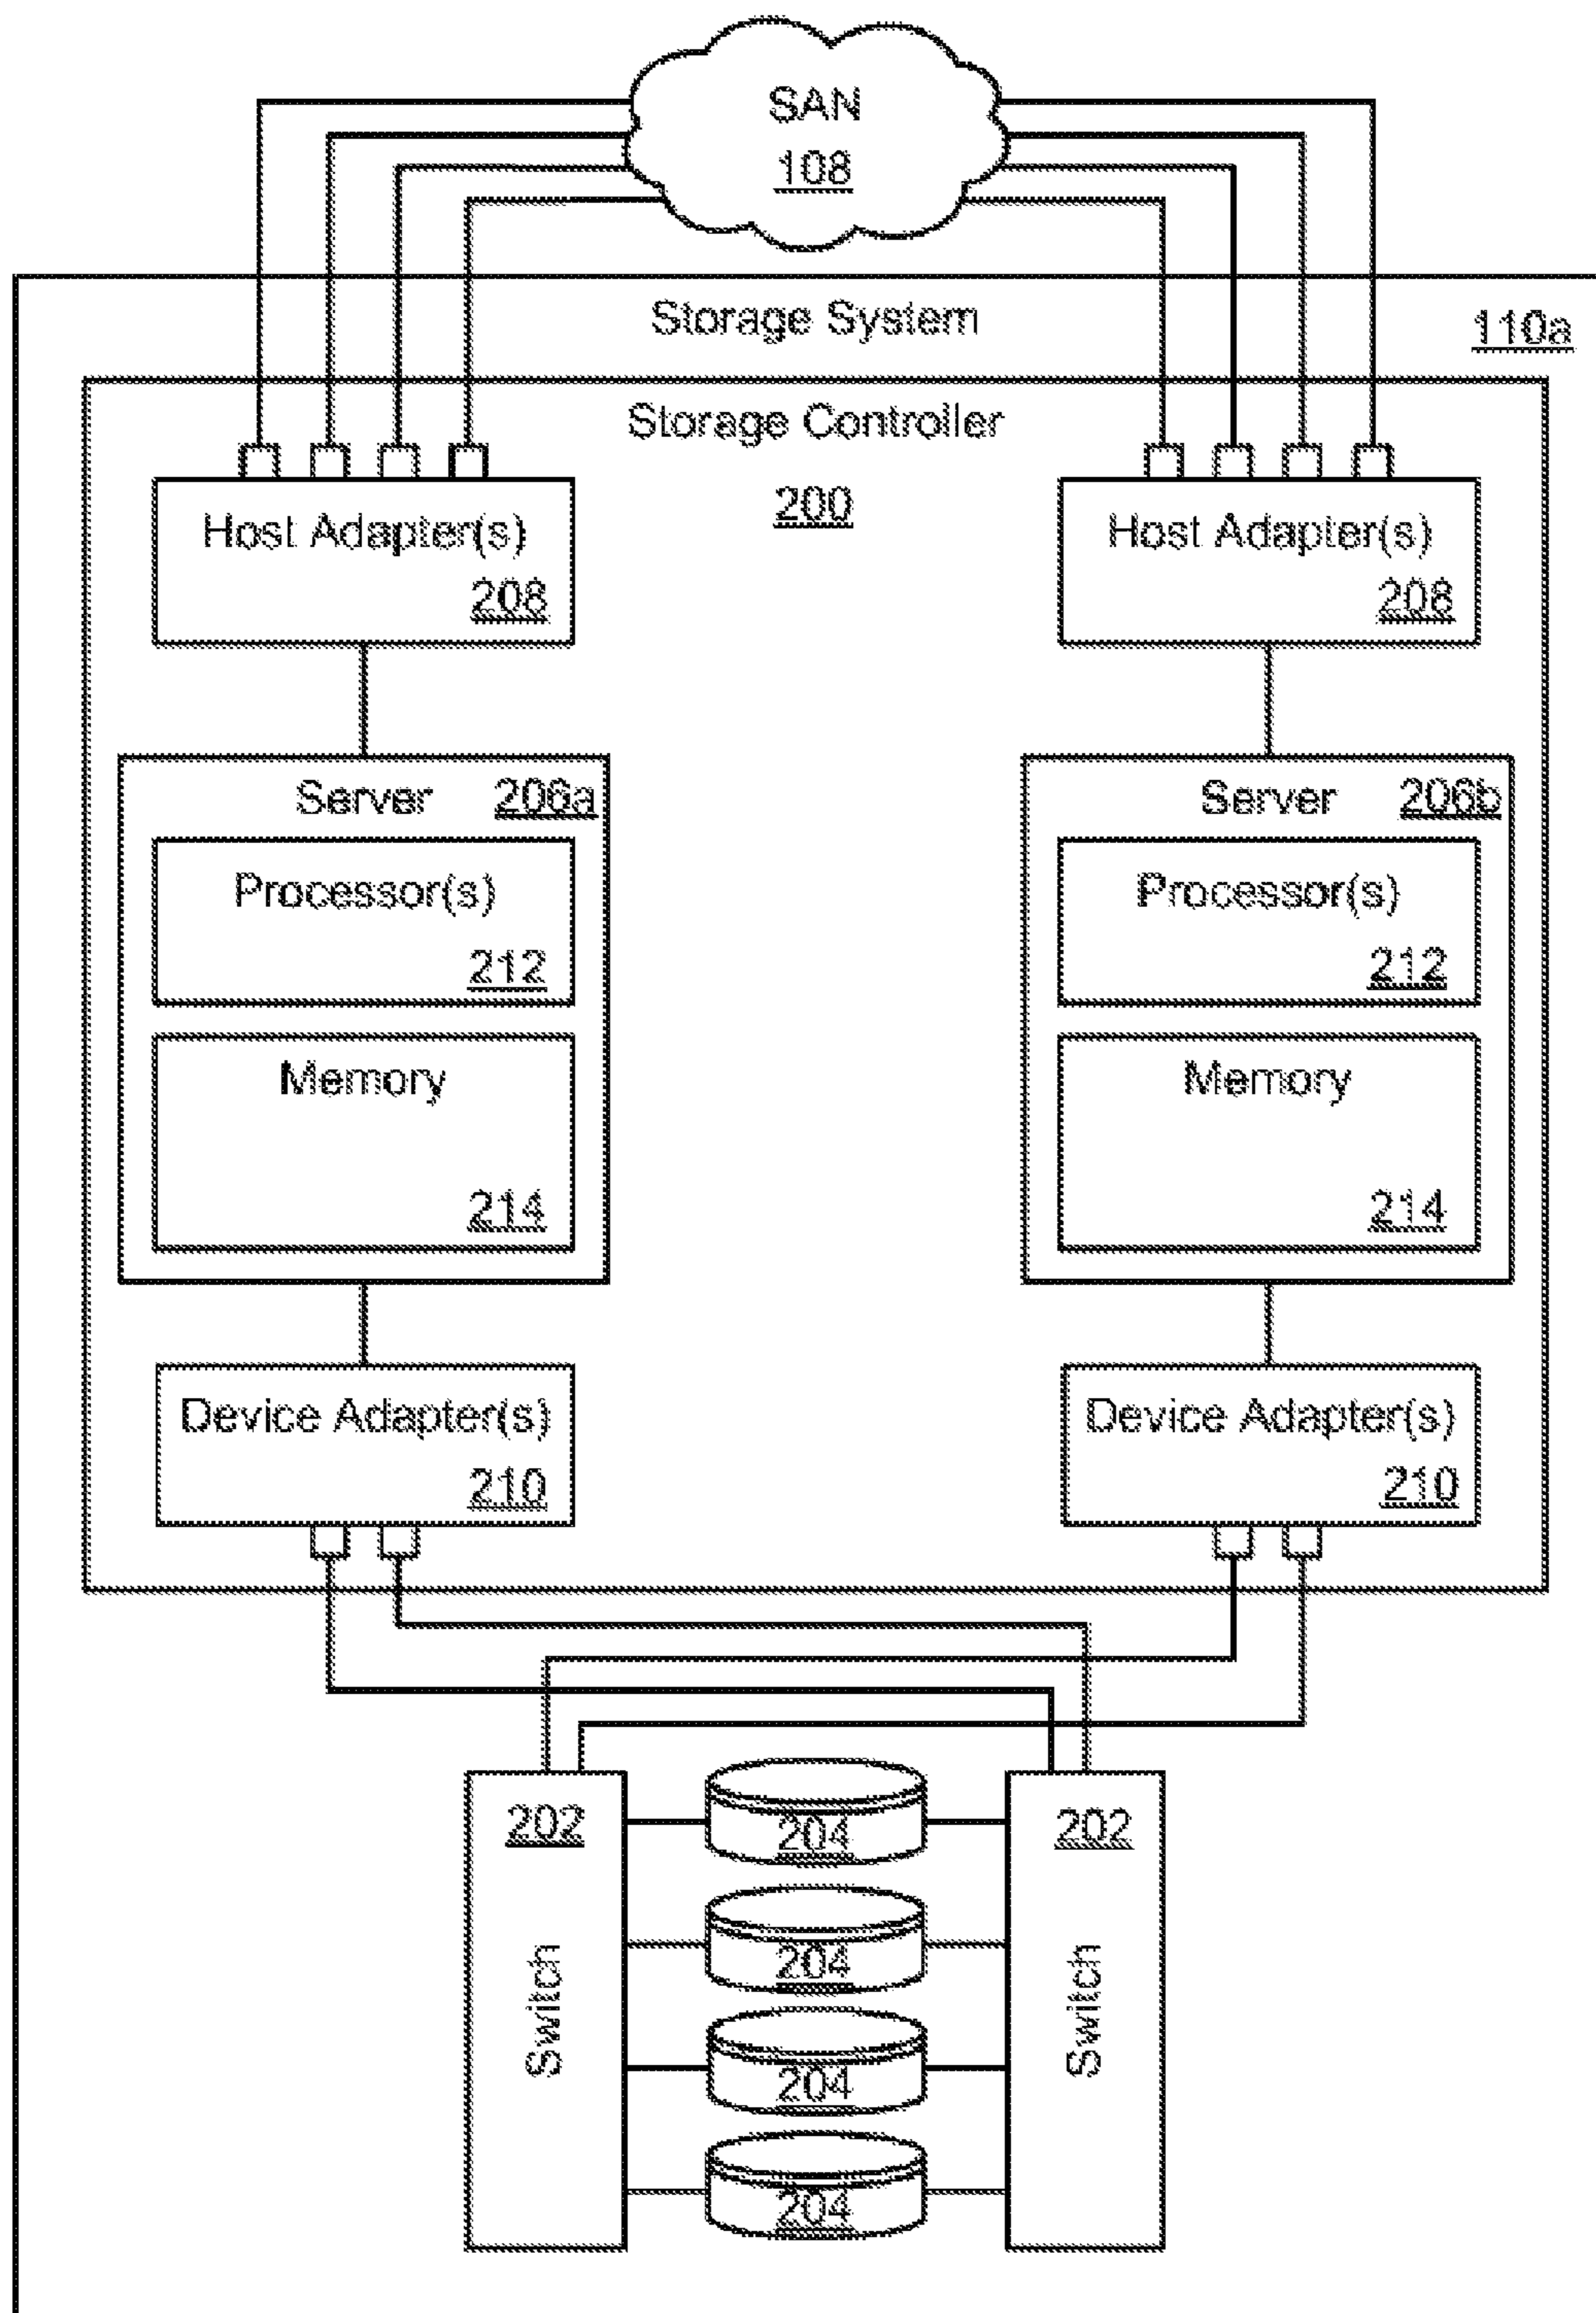 SAN
108
Storage System
110a
Storage Controller
200
Host Adapter(s)
208
Host Adapter(s)
208
Server 206a
Processor(s)
212
Memory
214
Server 206b
Processor(s)
212
Memory
214
Device Adapter(s)
210
Device Adapter(s)
210
202
Switch
204
204
204
204
202
Switch